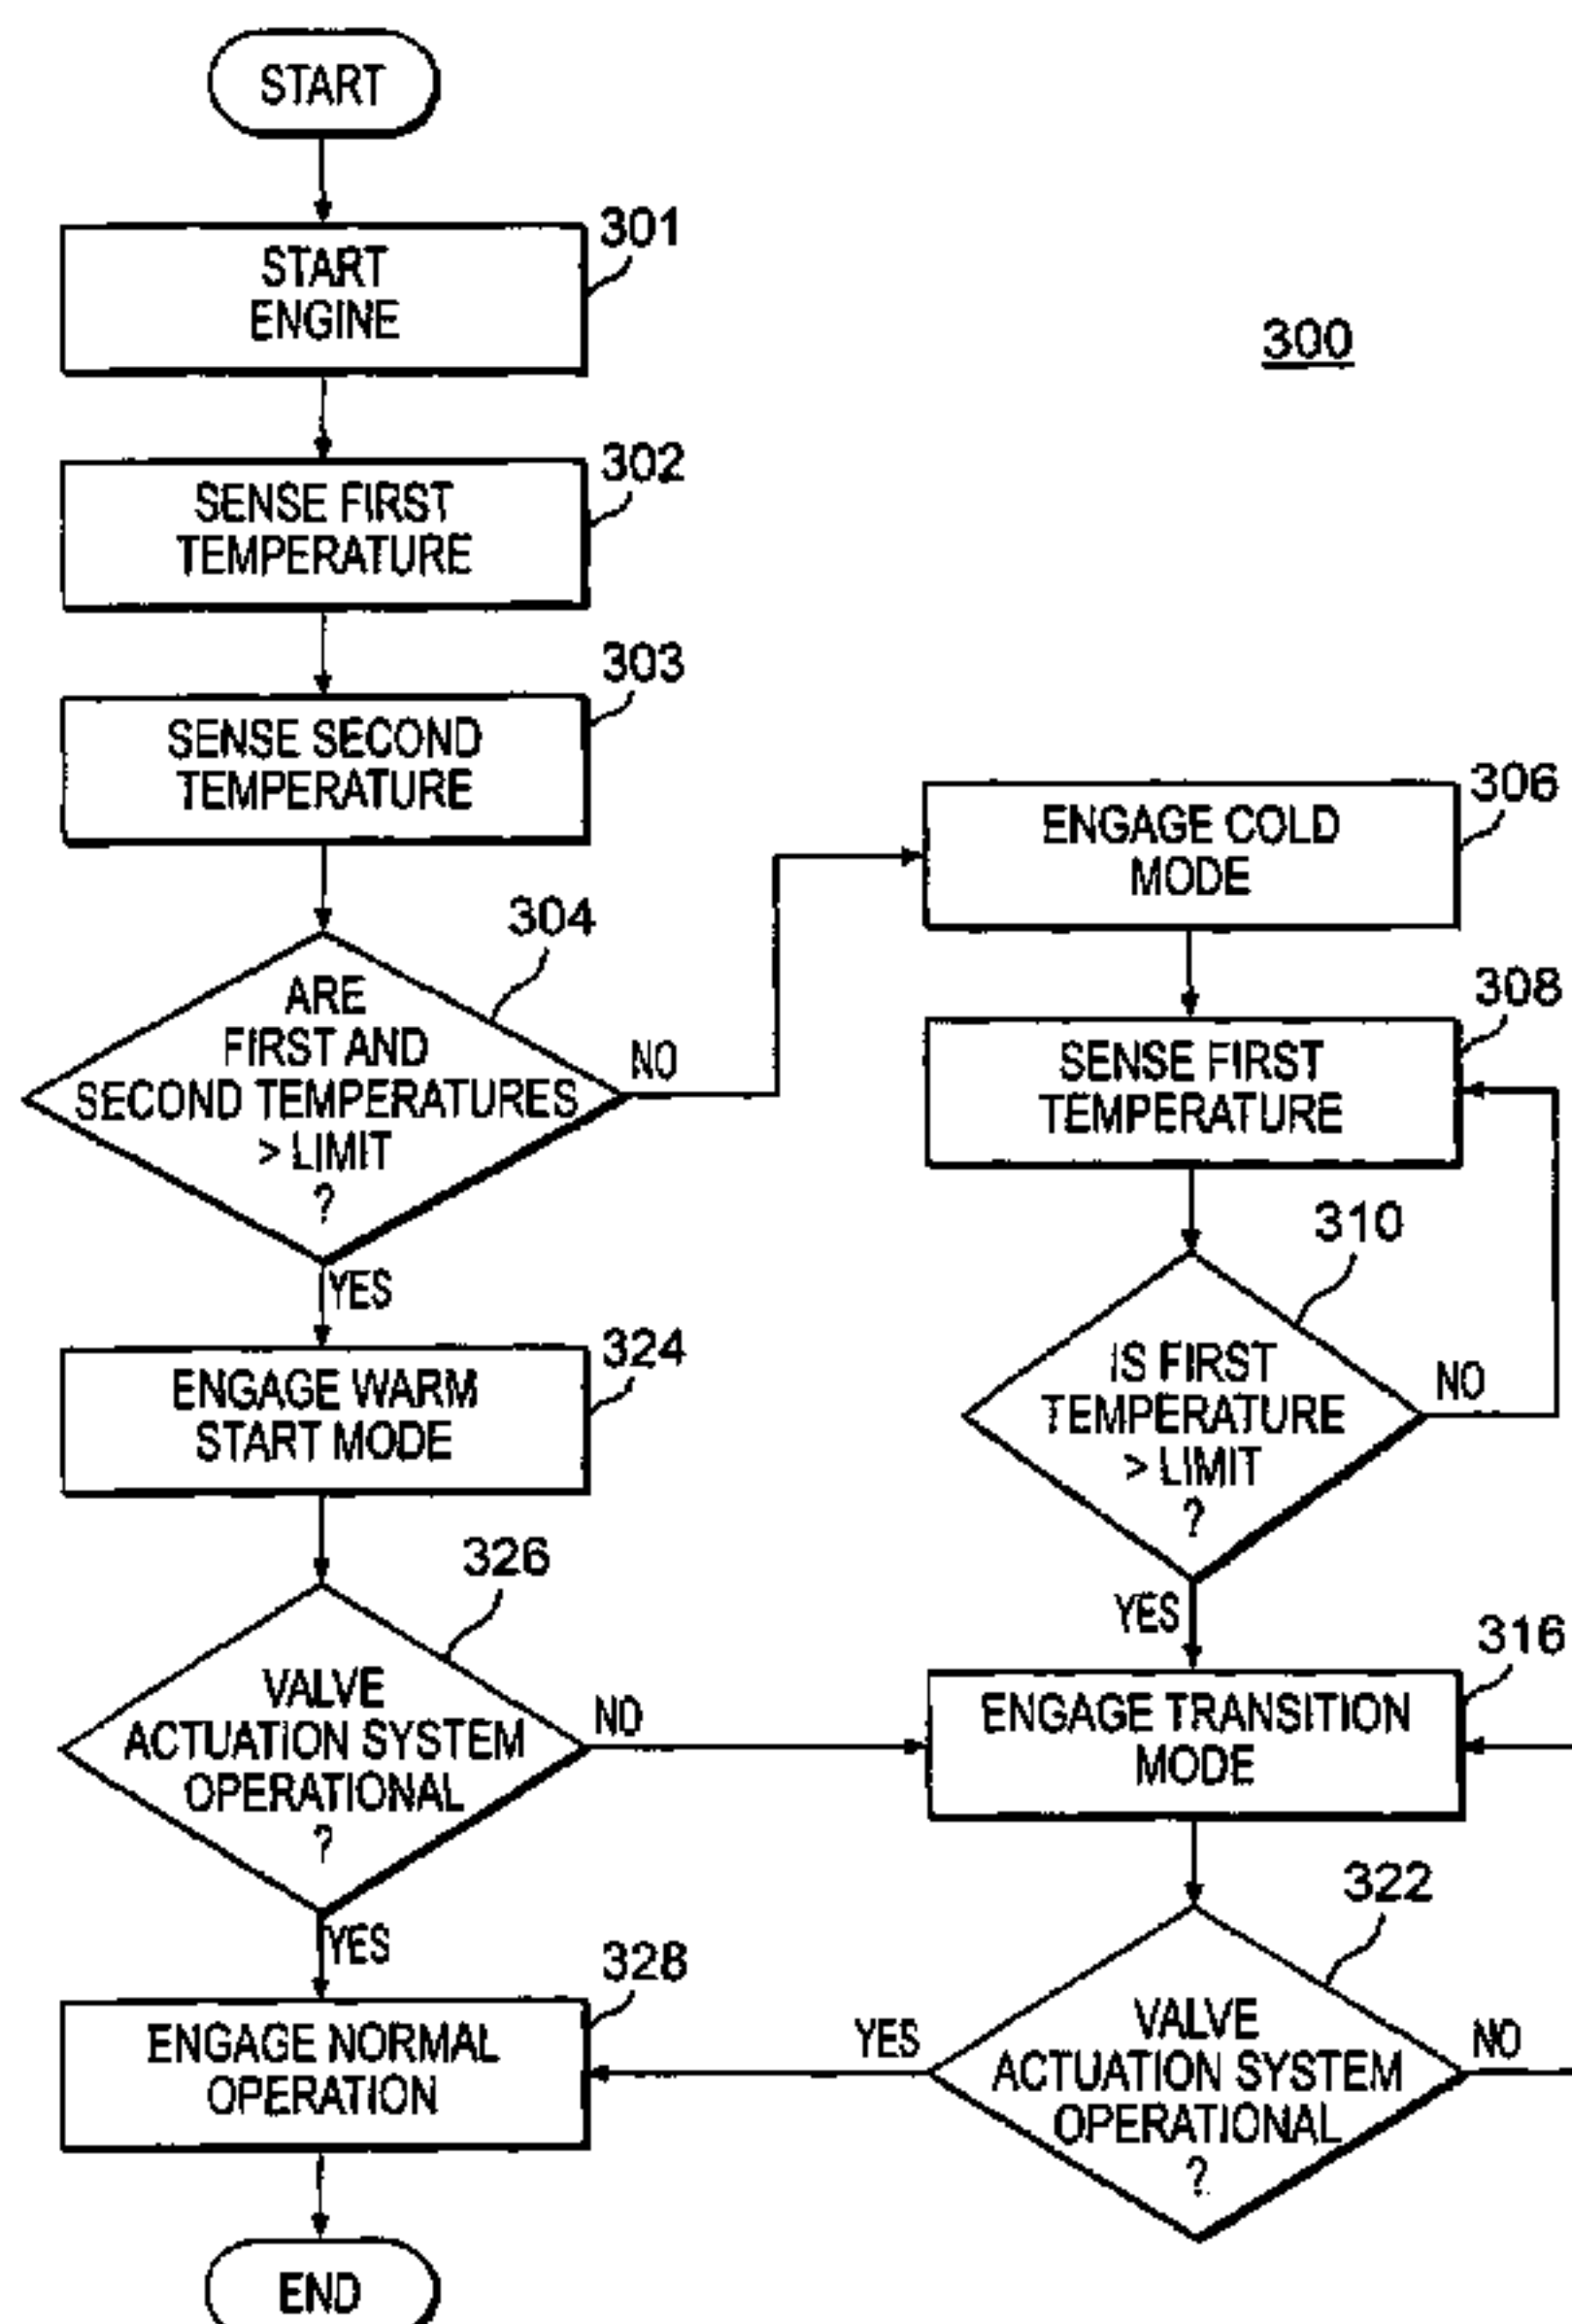 START
301
START
ENGINE
300
302
SENSE FIRST
TEMPERATURE
303
SENSE SECOND
TEMPERATURE
304
ARE
FIRST AND
SECOND TEMPERATURES
> LIMIT
?
NO
YES
306
ENGAGE COLD
MODE
308
SENSE FIRST
TEMPERATURE
310
IS FIRST
TEMPERATURE
> LIMIT
?
NO
YES
324
ENGAGE WARM
START MODE
326
VALVE
ACTUATION SYSTEM
OPERATIONAL
?
NO
YES
316
ENGAGE TRANSITION
MODE
322
VALVE
ACTUATION SYSTEM
OPERATIONAL
?
YES
NO
328
ENGAGE NORMAL
OPERATION
END